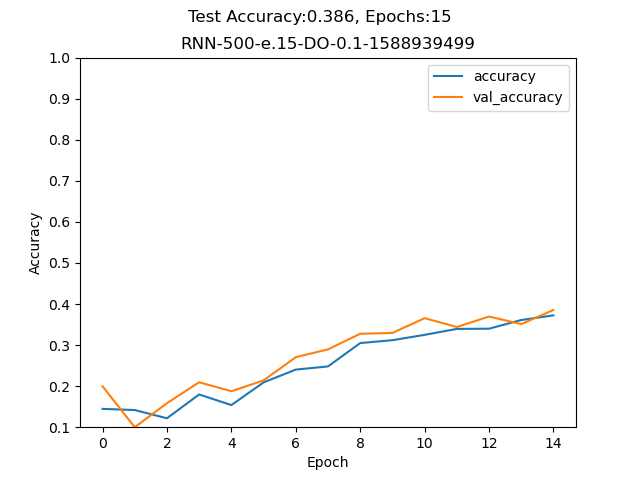 Test Accuracy:0.386, Epochs:15
RNN-500-e.15-DO-0.1-1588939499
accuracy
val_accuracy
1.0
0.9
0.8
0.7
0.6
0.5
0.4
0.3
0.2
0.1
Accuracy
0 2 4 6 8 10 12 14
Epoch